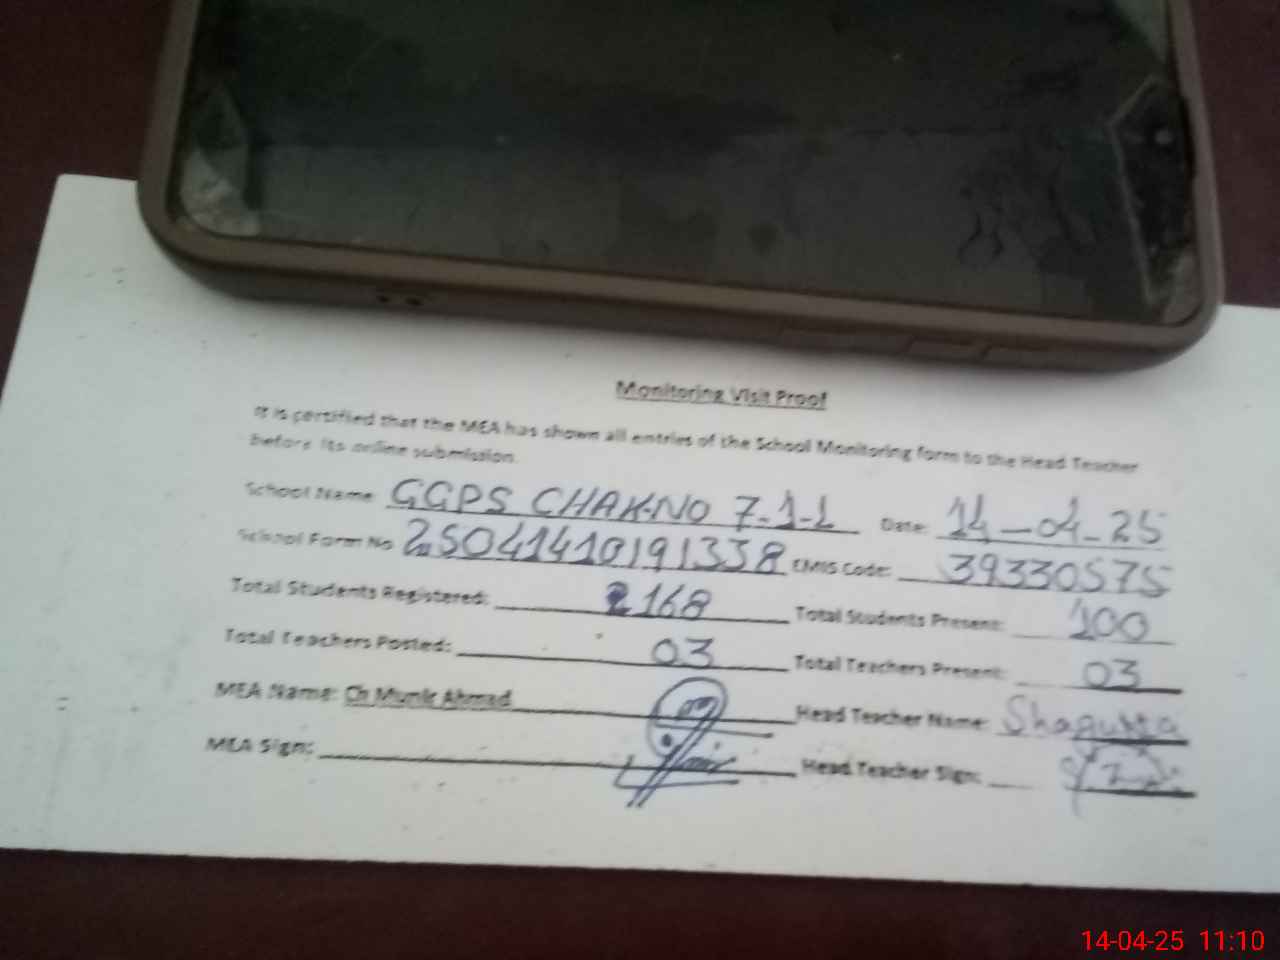 Monitoring Visit Proof
It is certified that the MEA has shown all entries of the School Monitoring form to the Head Teacher
Before its online submission.
School Name: GGPS CHAK-NO 7-1-L Date: 14-04-25
School Form No 25041410191338 EMIS Code: 39330575
Total Students Registered: 168 Total Students Present: 100
Total Teachers Posted: 03 Total Teachers Present: 03
MEA Name: Ch Munir Ahmad Head Teacher Name: Shagufta
MEA Sign: Head Teacher Sign:
14-04-25 11:10